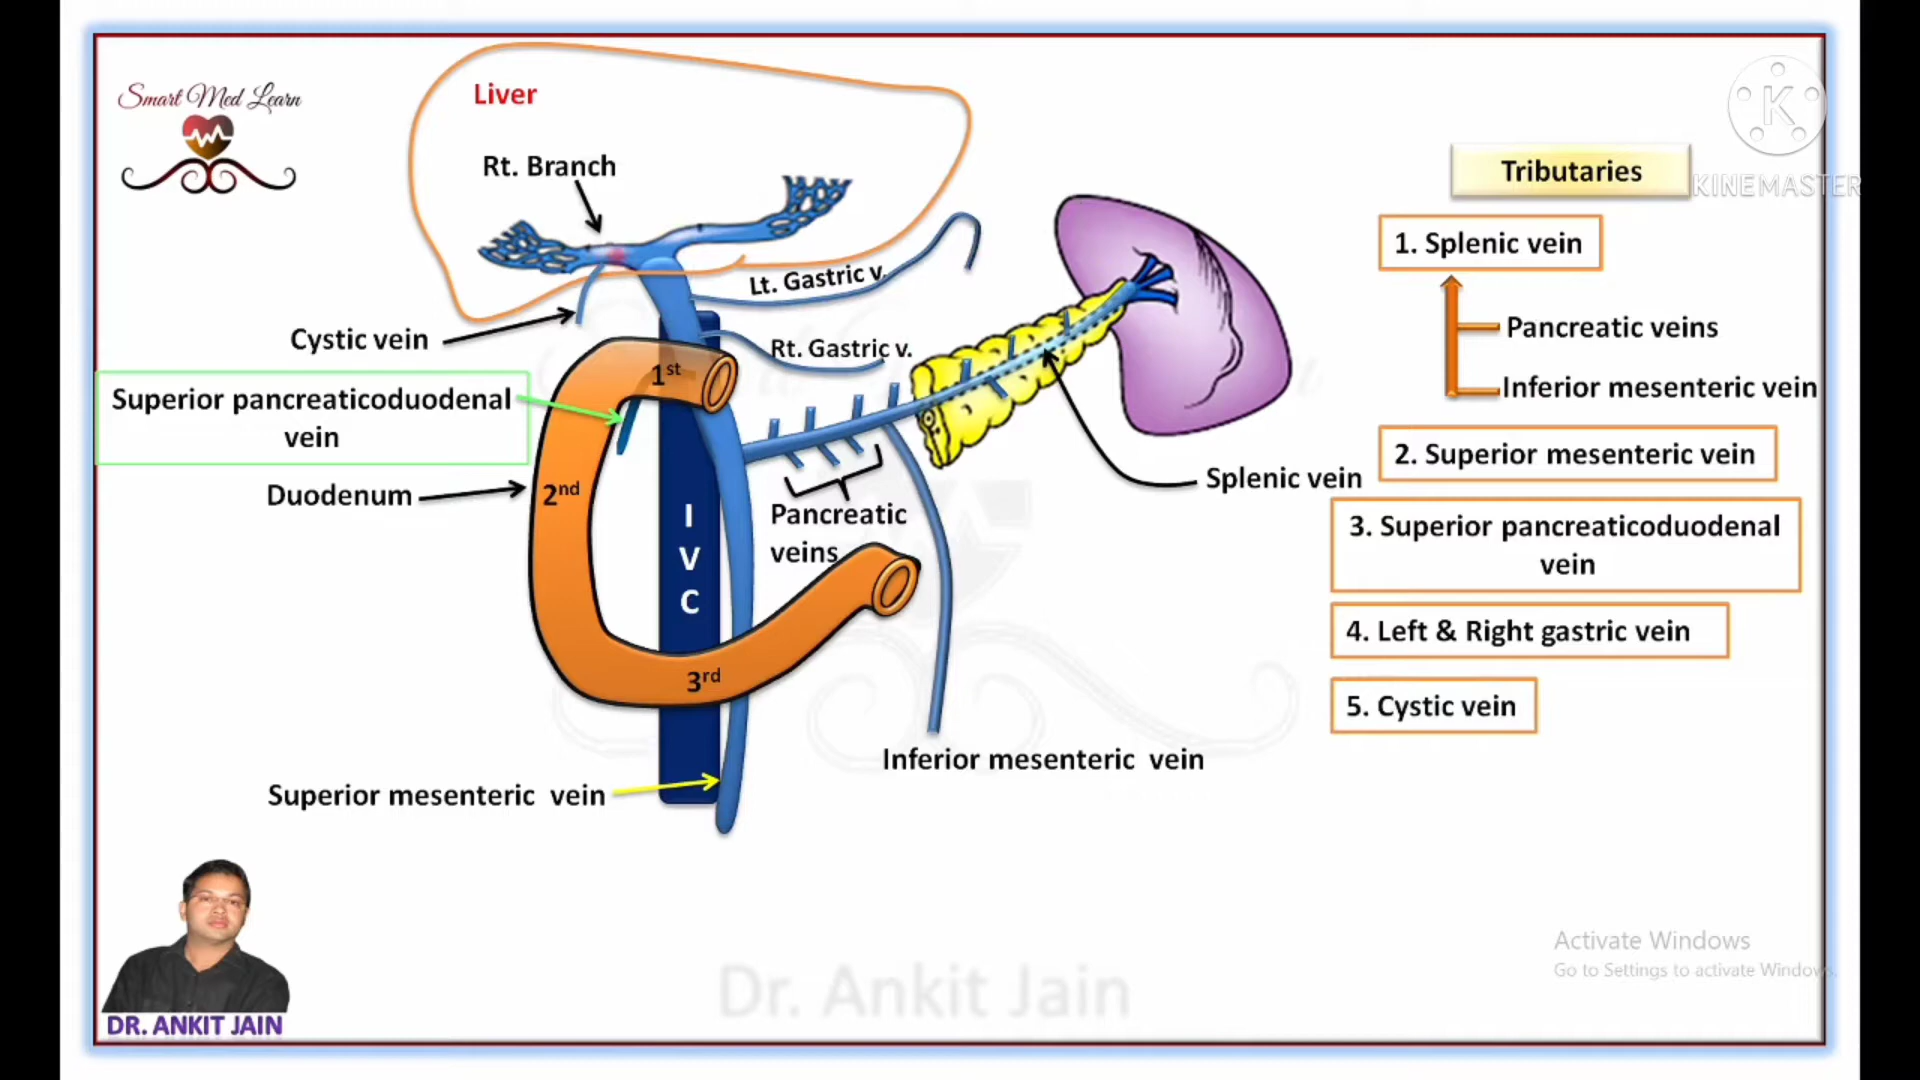 Smart Med Learn
Liver
Rt. Branch
Lt. Gastric v.
Cystic vein
Rt. Gastric v.
1st
Superior pancreaticoduodenal
vein
Duodenum
2nd
I
V
C
Pancreatic
veins
3rd
Splenic vein
Inferior mesenteric vein
Superior mesenteric vein
Tributaries
KINEMASTER
1. Splenic vein
Pancreatic veins
Inferior mesenteric vein
2. Superior mesenteric vein
3. Superior pancreaticoduodenal
vein
4. Left & Right gastric vein
5. Cystic vein
Activate Windows
Go to Settings to activate Windows.
Dr. Ankit Jain
DR. ANKIT JAIN